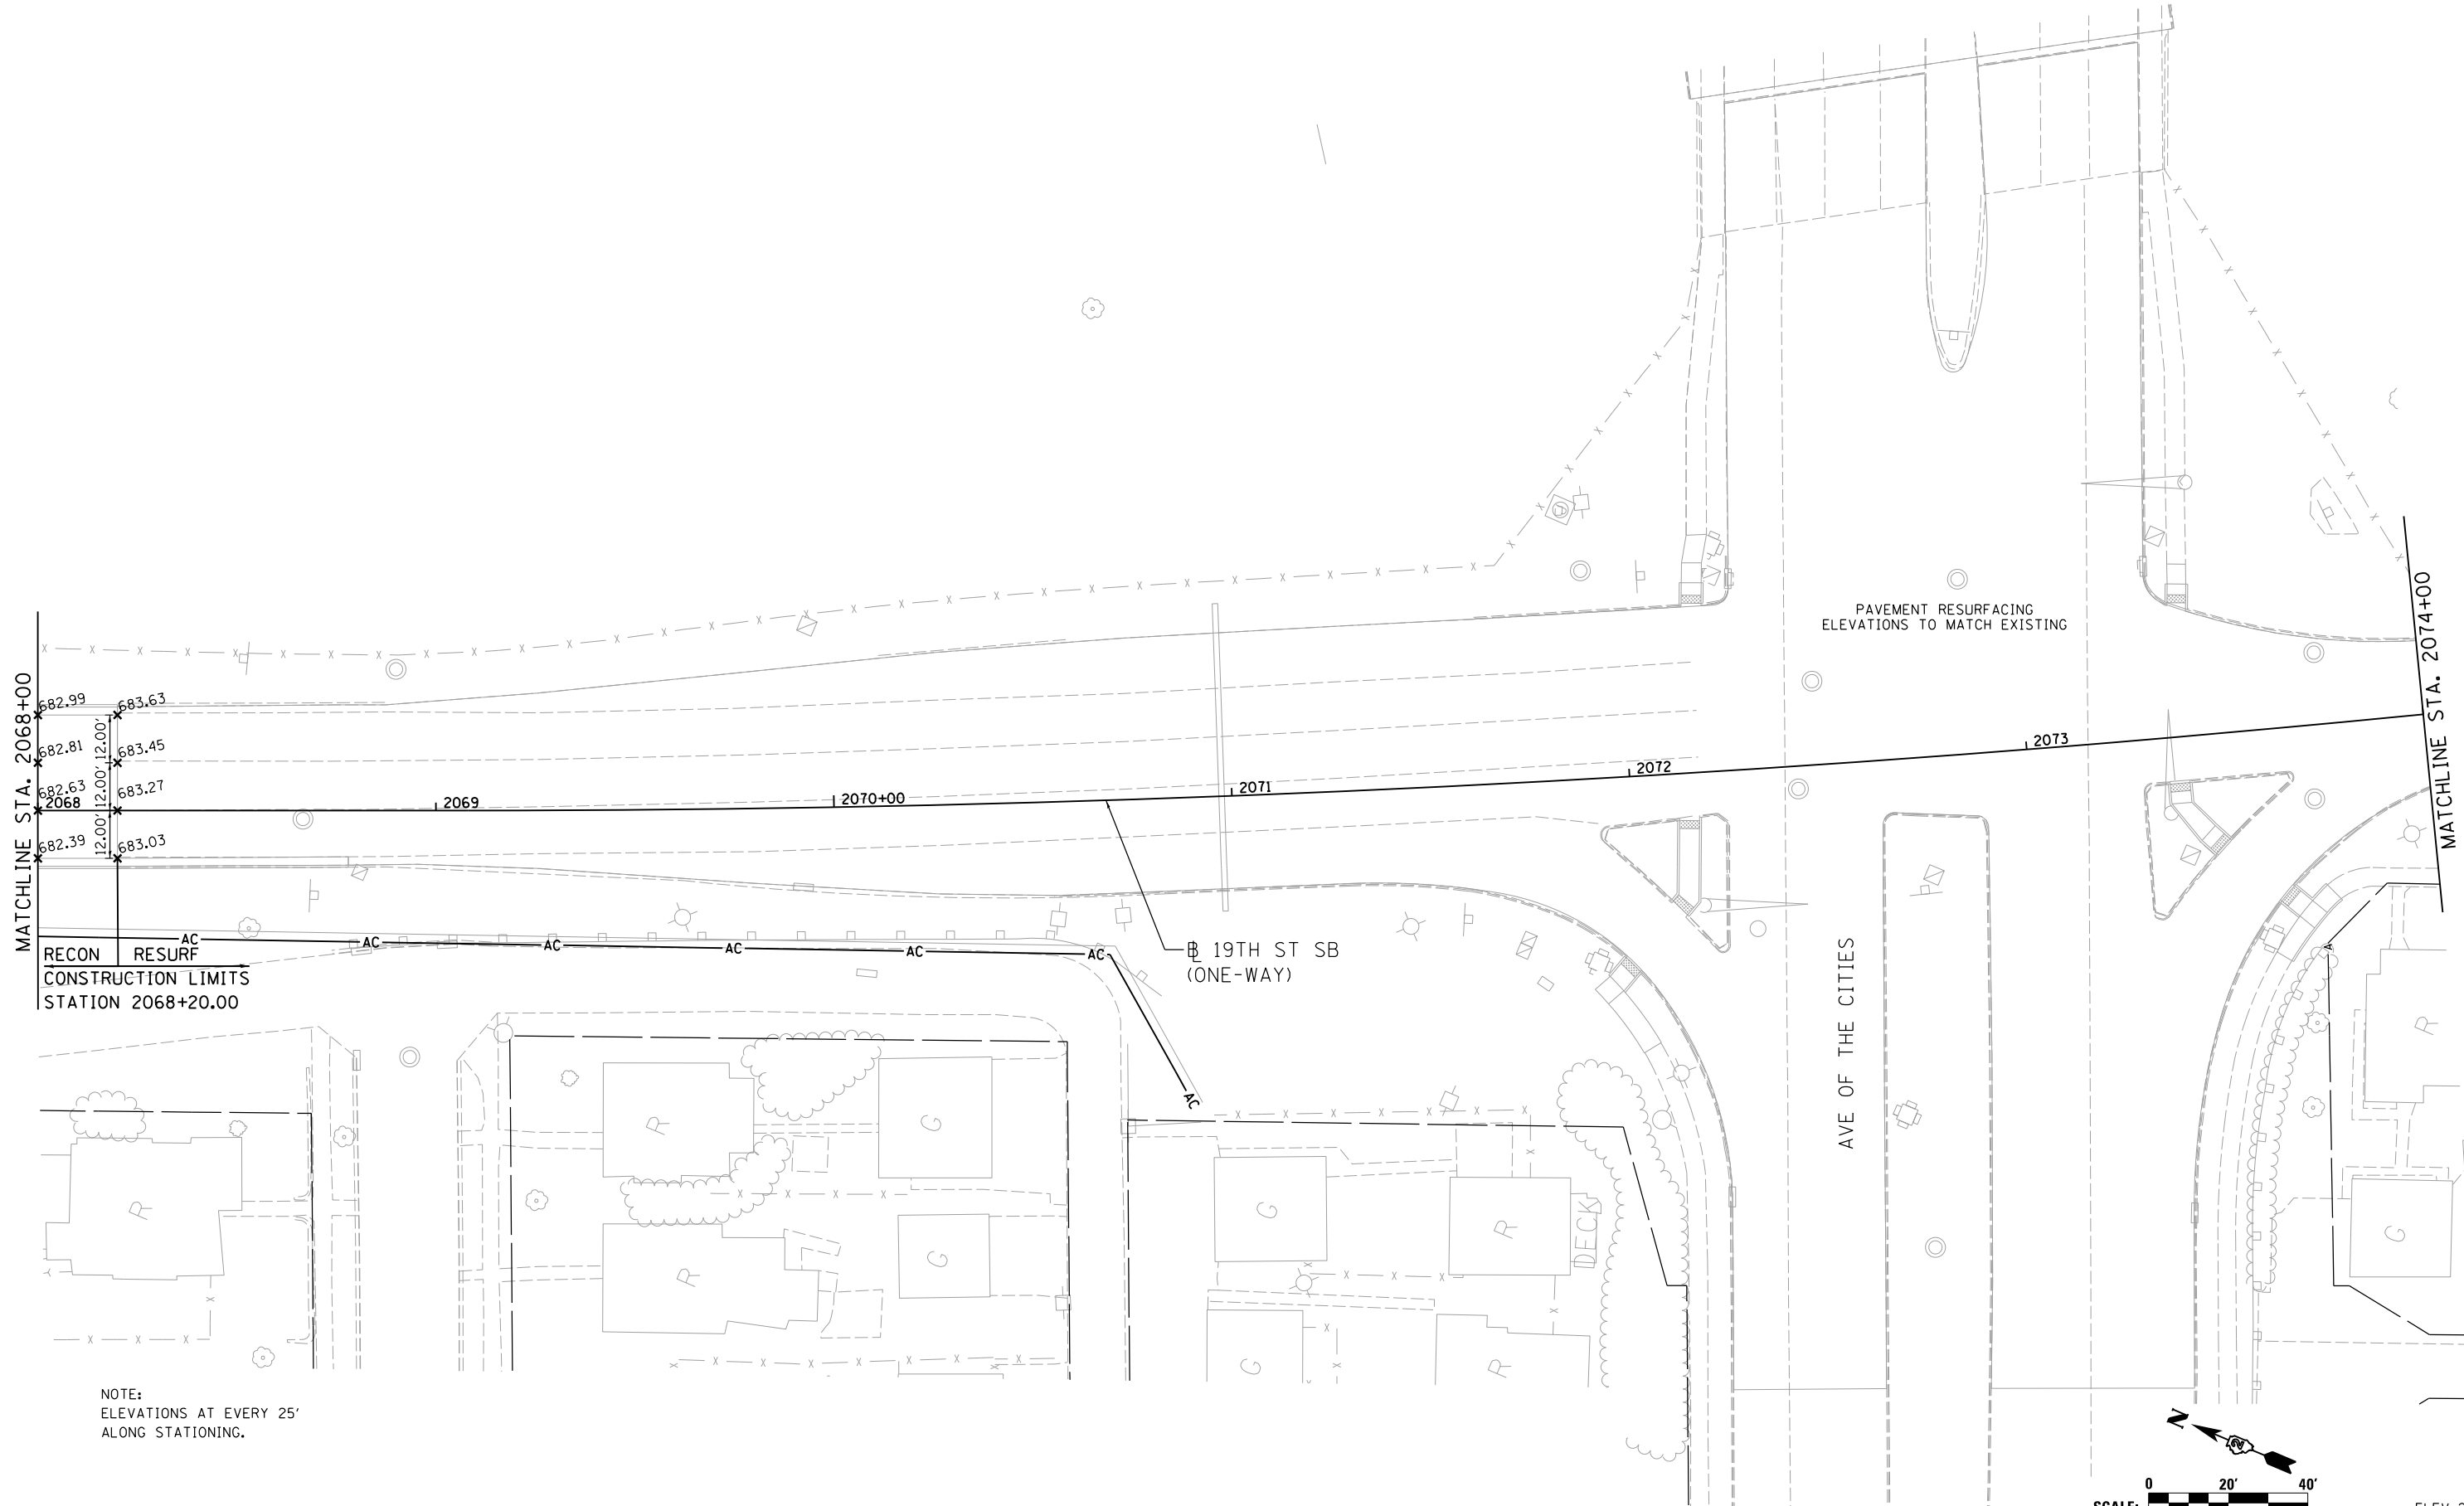 PAVEMENT RESURFACING
ELEVATIONS TO MATCH EXISTING
MATCHLINE STA. 2068+00
682.99
683.63
12.00'
682.81
683.45
12.00'
682.63
683.27
12.00'
682.39
683.03
2068
2069
2070+00
2071
2072
2073
MATCHLINE STA. 2074+00
AC
AC
AC
AC
AC
AC
AC
A
RECON RESURF
CONSTRUCTION LIMITS
STATION 2068+20.00
19TH ST SB
(ONE-WAY)
AVE OF THE CITIES
R
R
R
G
G
G
G
R
R
DECK
R
G
NOTE:
ELEVATIONS AT EVERY 25'
ALONG STATIONING.
N
2
0 20' 40'
SCALE: